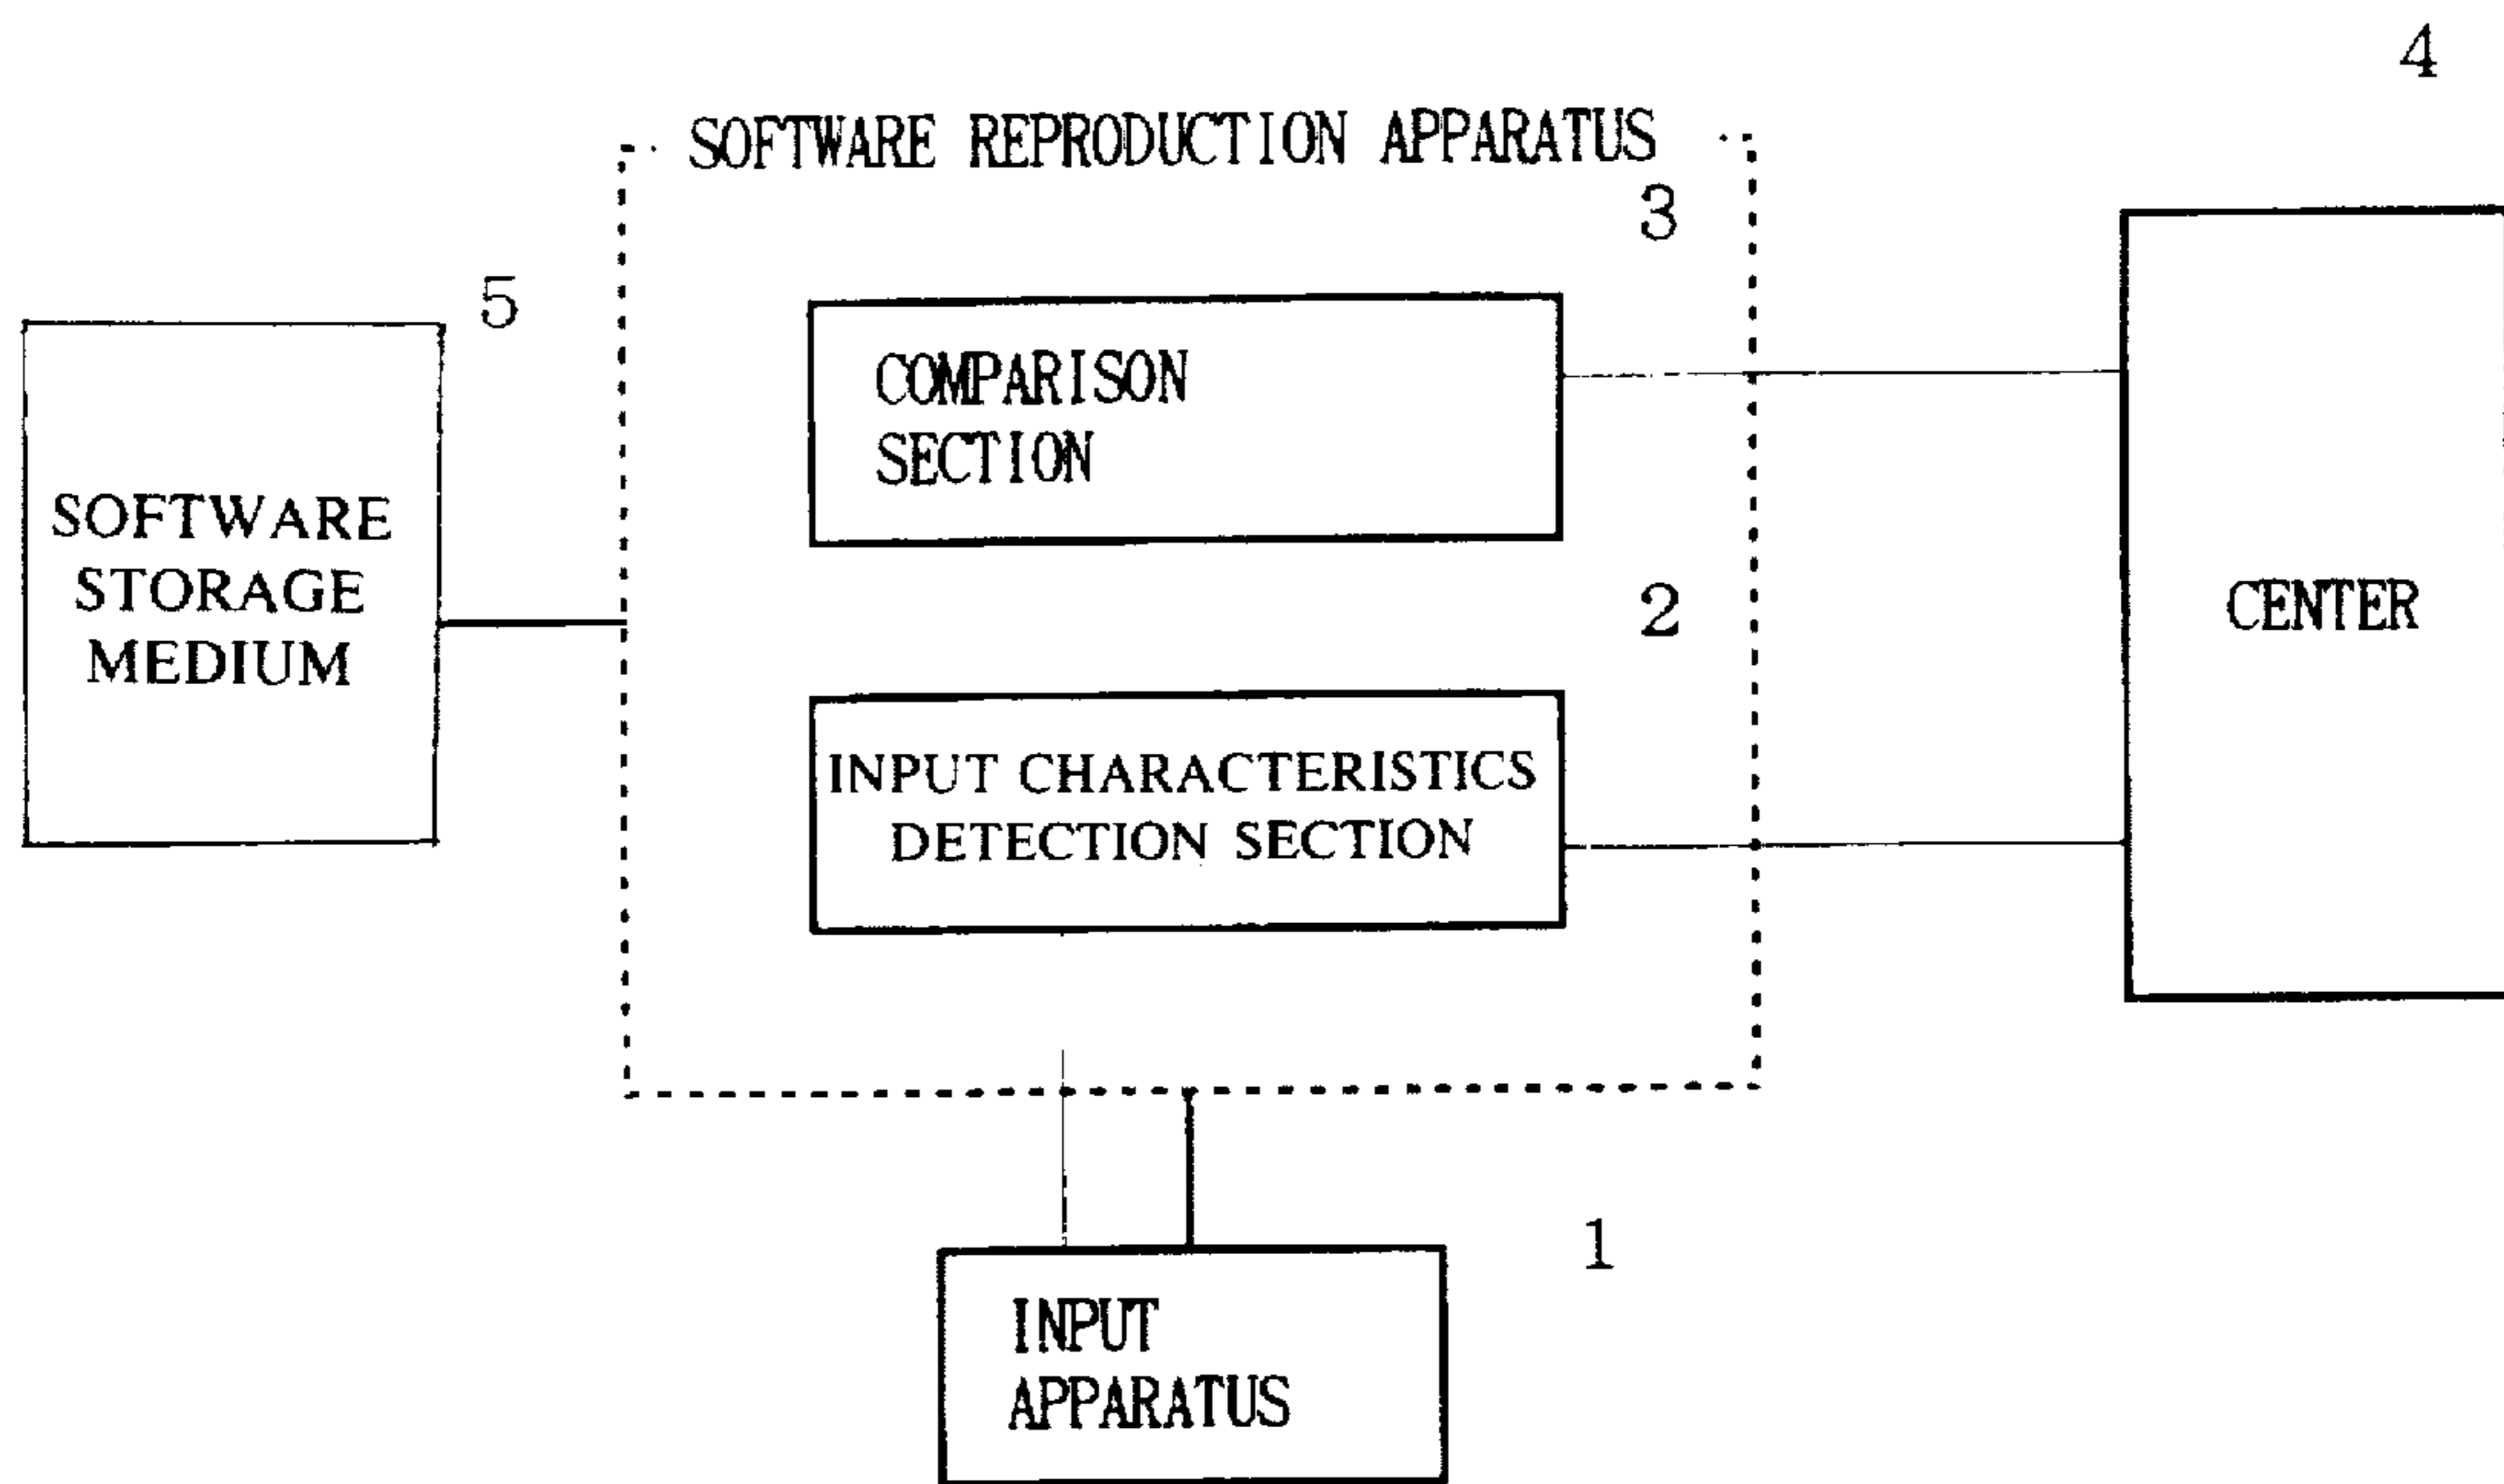 4
SOFTWARE REPRODUCTION APPARATUS
3
5
COMPARISON
SECTION
SOFTWARE
STORAGE
MEDIUM
2
CENTER
INPUT CHARACTERISTICS
DETECTION SECTION
1
INPUT
APPARATUS